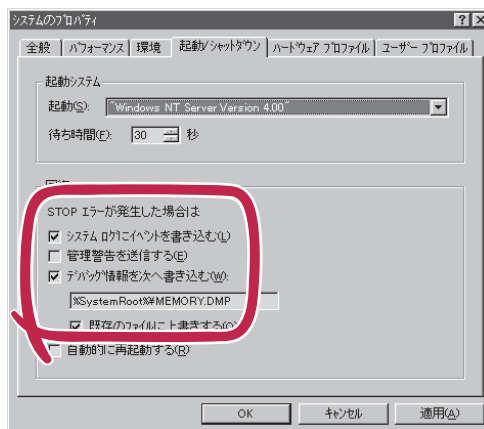 システムのプロパティ
全般 パフォーマンス 環境 起動/シャットダウン ハードウェア プロファイル ユーザー プロファイル
起動システム
起動(S): "Windows NT Server Version 4.00"
待ち時間(F): 30 秒
STOP エラーが発生した場合は
システム ログにイベントを書き込む(L)
管理警告を送信する(E)
デバッグ情報を次へ書き込む(W):
%SystemRoot%¥MEMORY.DMP
既存のファイルに上書きする(O)
自動的に再起動する(R)
OK キャンセル 適用(A)